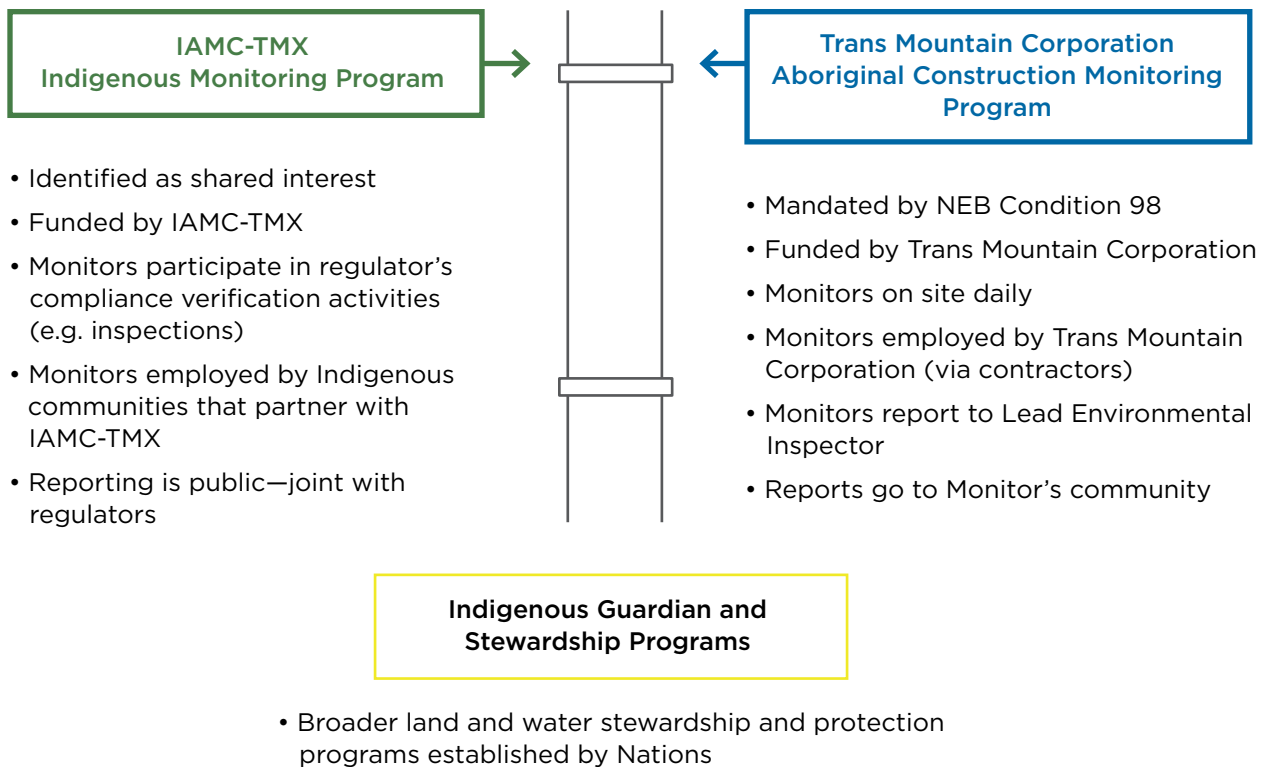 IAMC-TMX
Indigenous Monitoring Program
• Identified as shared interest
• Funded by IAMC-TMX
• Monitors participate in regulator’s
compliance verification activities
(e.g. inspections)
• Monitors employed by Indigenous
communities that partner with
IAMC-TMX
• Reporting is public—joint with
regulators
Trans Mountain Corporation
Aboriginal Construction Monitoring
Program
• Mandated by NEB Condition 98
• Funded by Trans Mountain Corporation
• Monitors on site daily
• Monitors employed by Trans Mountain
Corporation (via contractors)
• Monitors report to Lead Environmental
Inspector
• Reports go to Monitor’s community
Indigenous Guardian and
Stewardship Programs
• Broader land and water stewardship and protection
programs established by Nations